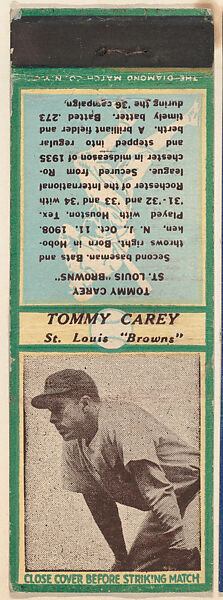 THE DIAMOND MATCH CO. N.Y.C.
TOMMY CAREY
ST. LOUIS "BROWNS"
Second baseman. Bats,
throws right. Born in Hobo-
ken, N. J., Oct. 11, 1908.
Played with Houston, Tex.
'31-'32 and '33 and '34 with
Rochester of the International
league. Secured from Ro-
chester in midseason of 1935
and stepped into regular
berth. A brilliant fielder and
timely batter. Batted .273
during the '36 campaign.
TOMMY CAREY
St. Louis "Browns"
CLOSE COVER BEFORE STRIKING MATCH